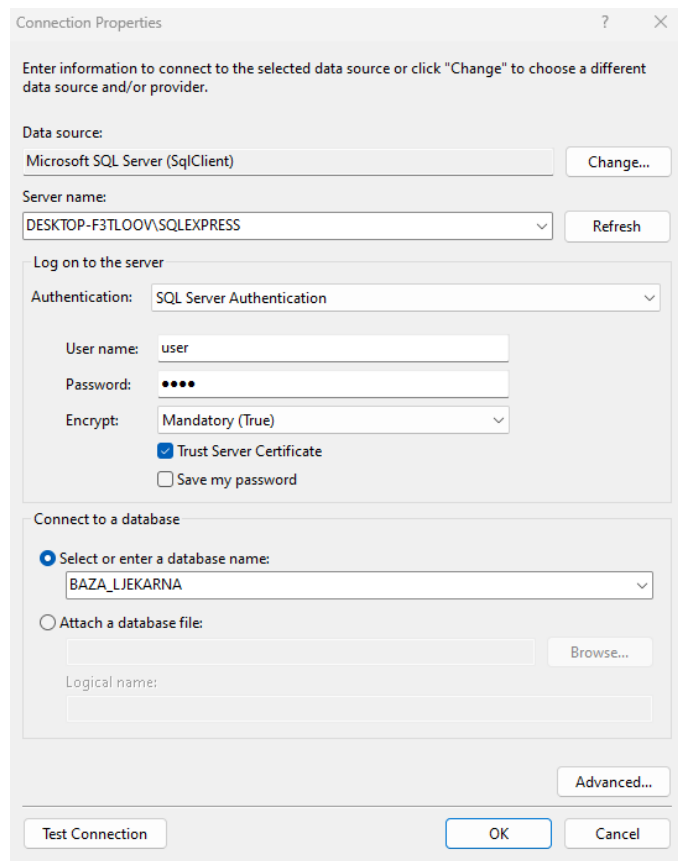 Connection Properties ?
Enter information to connect to the selected data source or click "Change" to choose a different
data source and/or provider.
Data source:
Microsoft SQL Server (SqlClient) Change...
Server name:
DESKTOP-F3TLOOV\SQLEXPRESS Refresh
Log on to the server
Authentication: SQL Server Authentication
User name: user
Password: ●●●●
Encrypt: Mandatory (True)
Trust Server Certificate
Save my password
Connect to a database
Select or enter a database name:
BAZA_LJEKARNA
Attach a database file:
Browse...
Logical name:
Advanced...
Test Connection OK Cancel